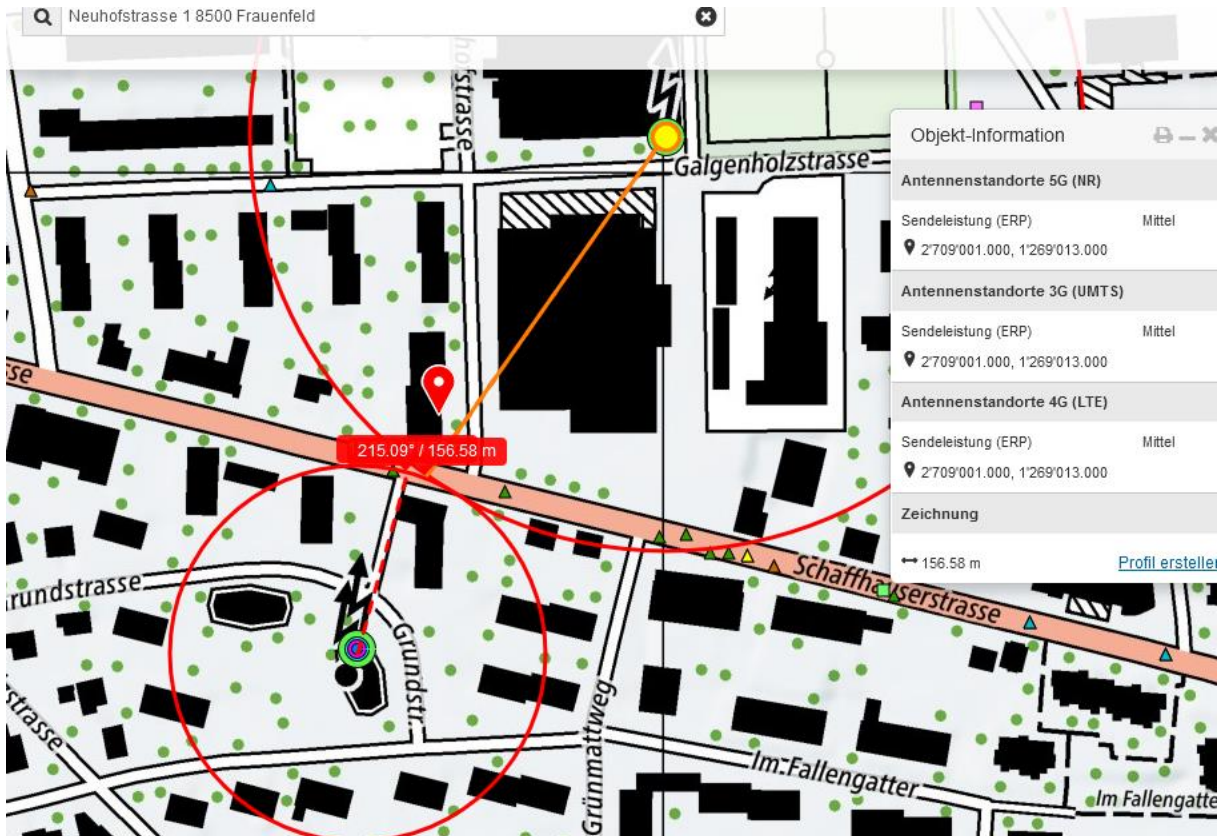 Neuhofstrasse 1 8500 Frauenfeld
hofstrasse
Galgenholzstrasse
Objekt-Information
Antennenstandorte 5G (NR)
Sendeleistung (ERP) Mittel
2'709'001.000, 1'269'013.000
Antennenstandorte 3G (UMTS)
Sendeleistung (ERP) Mittel
2'709'001.000, 1'269'013.000
Antennenstandorte 4G (LTE)
Sendeleistung (ERP) Mittel
2'709'001.000, 1'269'013.000
Zeichnung
156.58 m Profil erstellen
sse
215.09° / 156.58 m
Schaffhauserstrasse
rundstrasse
Grundstr.
rstrasse
Grünmattweg
Im Fallengatter
Im Fallengatte